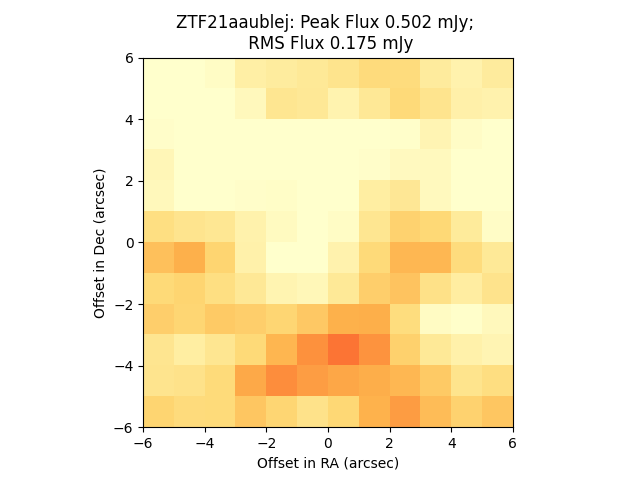 ZTF21aaublej: Peak Flux 0.502 mJy;
RMS Flux 0.175 mJy
6
4
2
0
−2
−4
−6
Offset in Dec (arcsec)
−6 −4 −2 0 2 4 6
Offset in RA (arcsec)